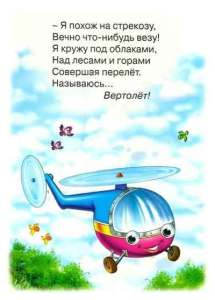 ~ Я похож на стрекозу,
Вечно что-нибудь везу!
Я кружу под облаками,
Над лесами и горами
Совершая перелёт.
Называюсь...
Вертолёт!